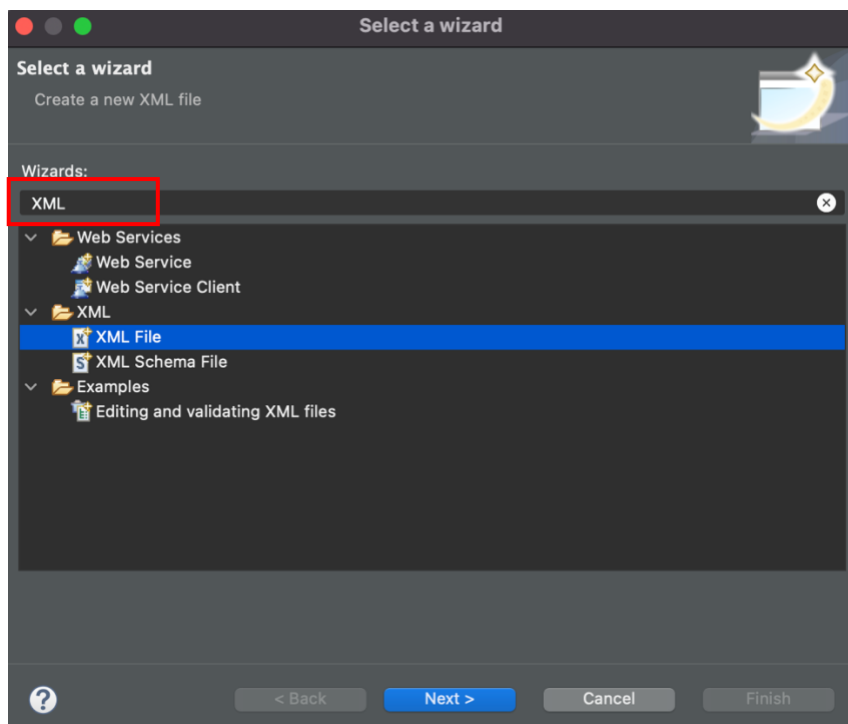 Select a wizard
Select a wizard
Create a new XML file
Wizards:
XML
Web Services
Web Service
Web Service Client
XML
XML File
XML Schema File
Examples
Editing and validating XML files
? < Back Next > Cancel Finish